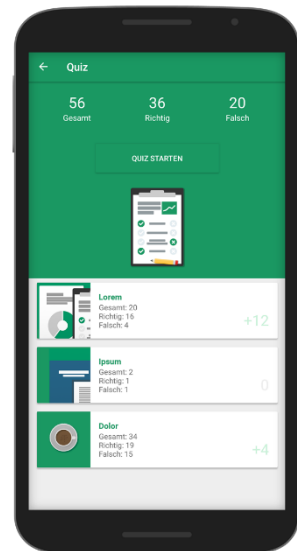 Quiz
56 36 20
Gesamt Richtig Falsch
QUIZ STARTEN
Lorem
Gesamt: 20
Richtig: 16
Falsch: 4
+12
Ipsum
Gesamt: 2
Richtig: 1
Falsch: 1
0
Dolor
Gesamt: 34
Richtig: 19
Falsch: 15
+4